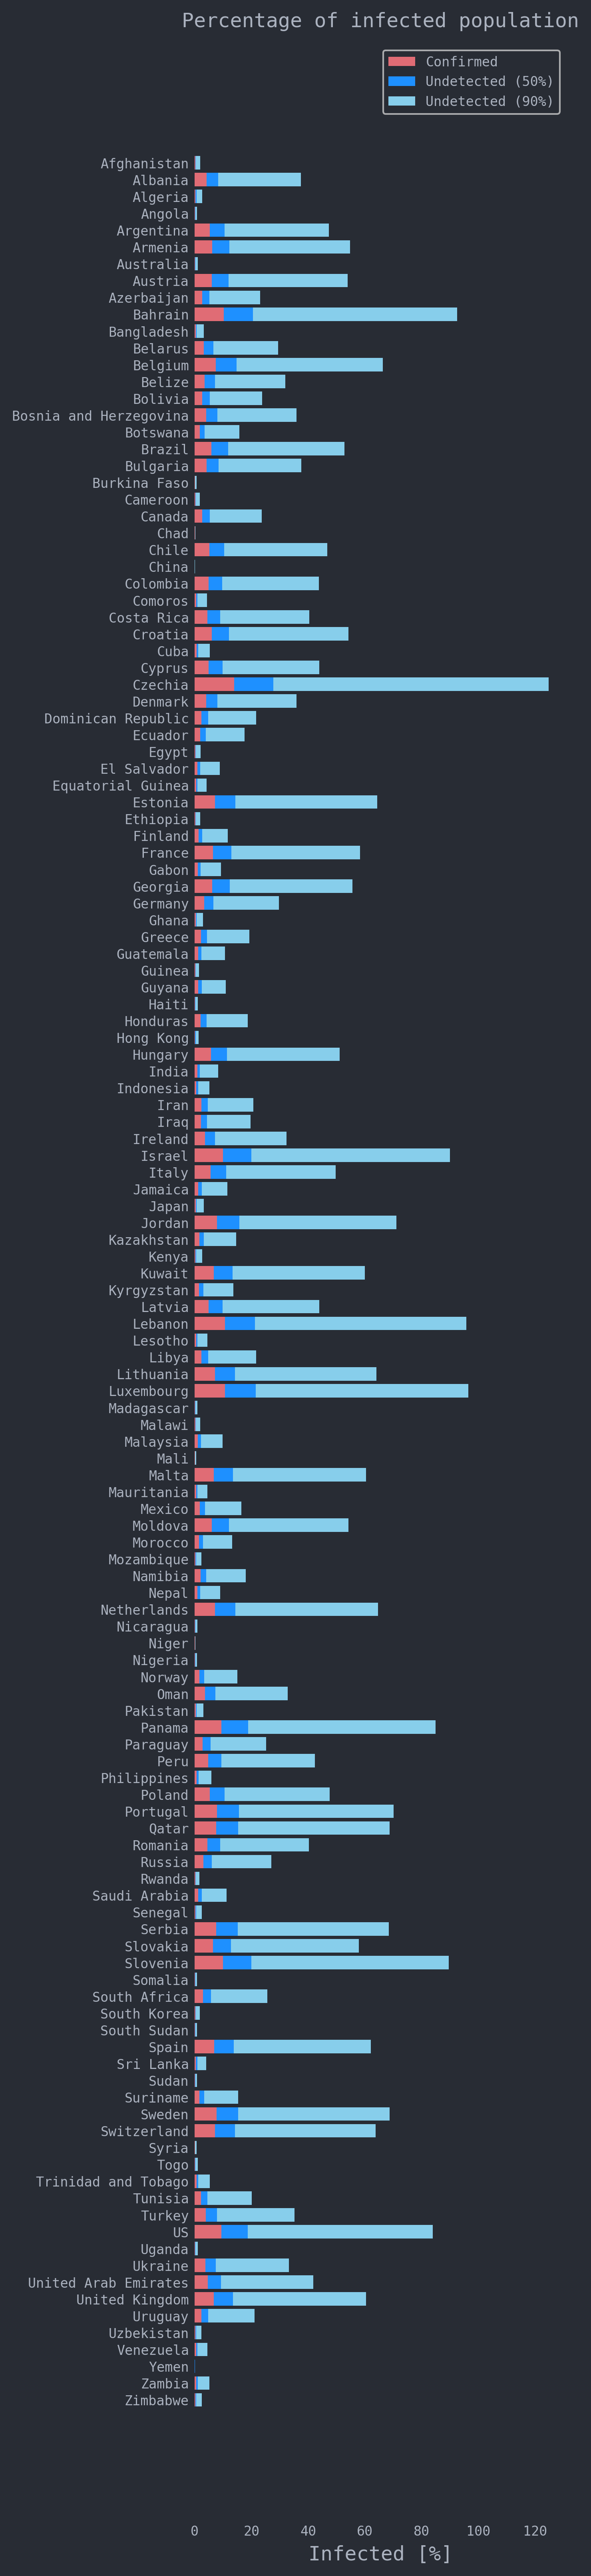 Percentage of infected population
Confirmed
Undetected (50%)
Undetected (90%)
Afghanistan
Albania
Algeria
Angola
Argentina
Armenia
Australia
Austria
Azerbaijan
Bahrain
Bangladesh
Belarus
Belgium
Belize
Bolivia
Bosnia and Herzegovina
Botswana
Brazil
Bulgaria
Burkina Faso
Cameroon
Canada
Chad
Chile
China
Colombia
Comoros
Costa Rica
Croatia
Cuba
Cyprus
Czechia
Denmark
Dominican Republic
Ecuador
Egypt
El Salvador
Equatorial Guinea
Estonia
Ethiopia
Finland
France
Gabon
Georgia
Germany
Ghana
Greece
Guatemala
Guinea
Guyana
Haiti
Honduras
Hong Kong
Hungary
India
Indonesia
Iran
Iraq
Ireland
Israel
Italy
Jamaica
Japan
Jordan
Kazakhstan
Kenya
Kuwait
Kyrgyzstan
Latvia
Lebanon
Lesotho
Libya
Lithuania
Luxembourg
Madagascar
Malawi
Malaysia
Mali
Malta
Mauritania
Mexico
Moldova
Morocco
Mozambique
Namibia
Nepal
Netherlands
Nicaragua
Niger
Nigeria
Norway
Oman
Pakistan
Panama
Paraguay
Peru
Philippines
Poland
Portugal
Qatar
Romania
Russia
Rwanda
Saudi Arabia
Senegal
Serbia
Slovakia
Slovenia
Somalia
South Africa
South Korea
South Sudan
Spain
Sri Lanka
Sudan
Suriname
Sweden
Switzerland
Syria
Togo
Trinidad and Tobago
Tunisia
Turkey
US
Uganda
Ukraine
United Arab Emirates
United Kingdom
Uruguay
Uzbekistan
Venezuela
Yemen
Zambia
Zimbabwe
0 20 40 60 80 100 120
Infected [%]